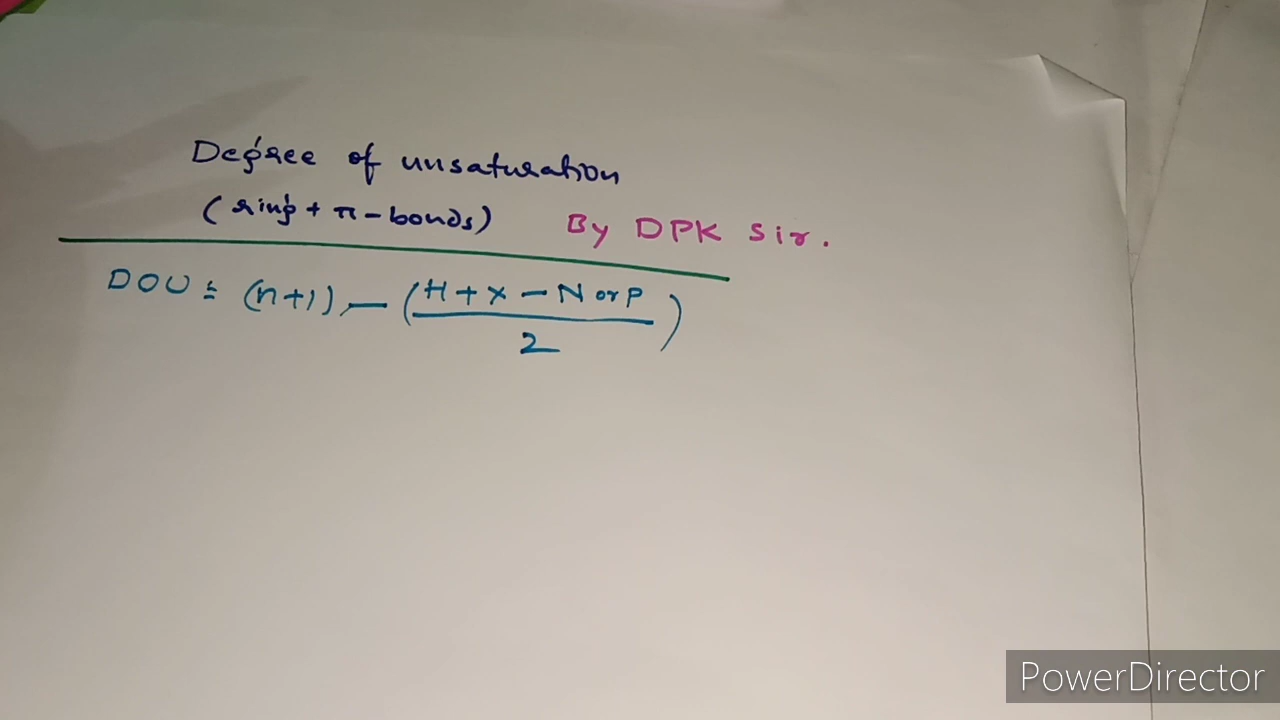 Degree of unsaturation
(ring + π-bonds) By DPK Sir.
DOU = (n+1) - (H + X - N or P / 2)
PowerDirector